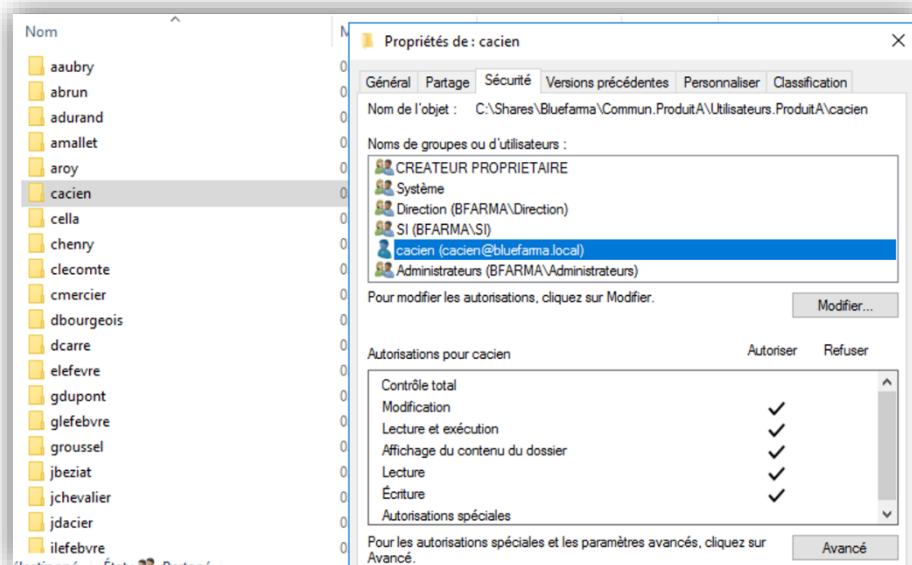 Nom
aaubry
abrun
adurand
amallet
aroy
cacien
cella
chenry
clecomte
cmercier
dbourgeois
dcarre
elefevre
gdupont
glefebvre
groussel
jbeziat
jchevalier
jdacier
ilefebvre
Propriétés de : cacien
Général Partage Sécurité Versions précédentes Personnaliser Classification
Nom de l'objet : C:\Shares\Bluefarma\Commun.ProduitA\Utilisateurs.ProduitA\cacien
Noms de groupes ou d'utilisateurs :
CREATEUR PROPRIETAIRE
Système
Direction (BFARMA\Direction)
SI (BFARMA\SI)
cacien (cacien@bluefarma.local)
Administrateurs (BFARMA\Administrateurs)
Pour modifier les autorisations, cliquez sur Modifier.
Modifier...
Autorisations pour cacien Autoriser Refuser
Contrôle total
Modification
Lecture et exécution
Affichage du contenu du dossier
Lecture
Écriture
Autorisations spéciales
Pour les autorisations spéciales et les paramètres avancés, cliquez sur
Avancé.
Avancé